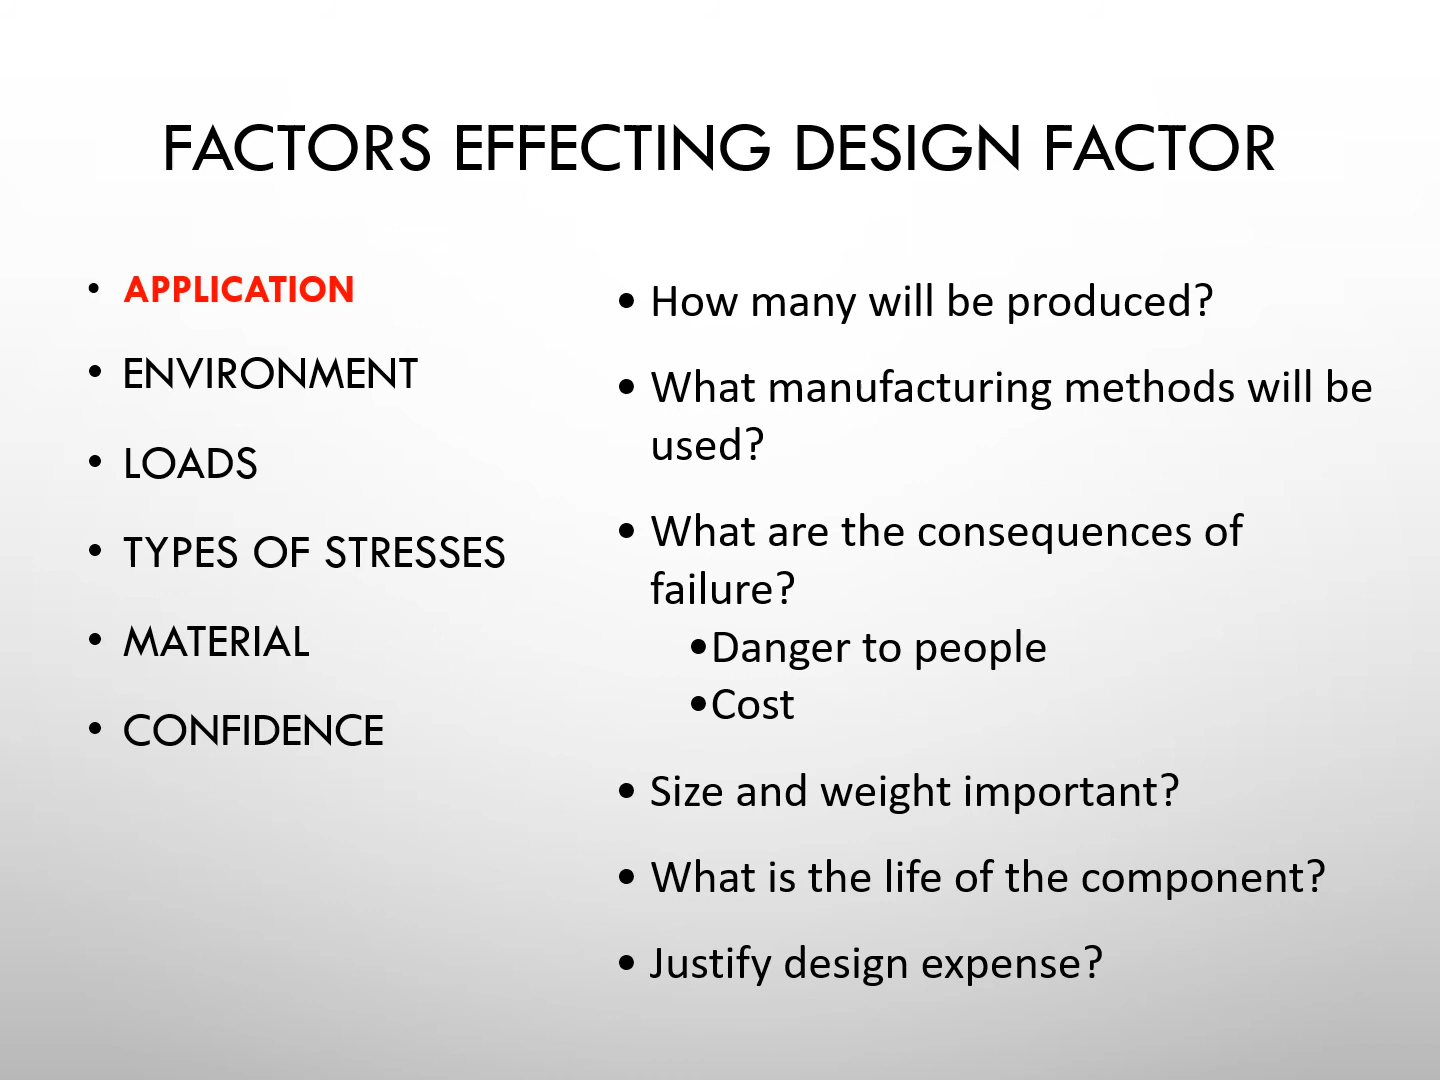 FACTORS EFFECTING DESIGN FACTOR
• APPLICATION
• ENVIRONMENT
• LOADS
• TYPES OF STRESSES
• MATERIAL
• CONFIDENCE
• How many will be produced?
• What manufacturing methods will be
used?
• What are the consequences of
failure?
•Danger to people
•Cost
• Size and weight important?
• What is the life of the component?
• Justify design expense?